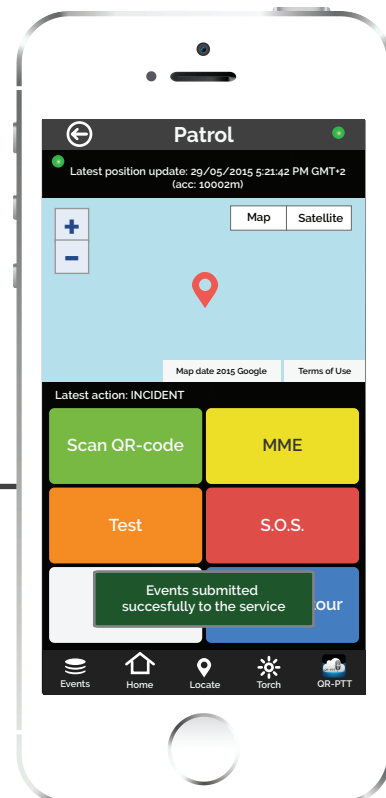 Patrol
Latest position update: 29/05/2015 5:21:42 PM GMT+2
(acc: 10002m)
+
Map
Satellite
−
Map date 2015 Google
Terms of Use
Latest action: INCIDENT
Scan QR-code
MME
Test
S.O.S.
Events submitted
succesfully to the service
our
Events
Home
Locate
Torch
QR-PTT